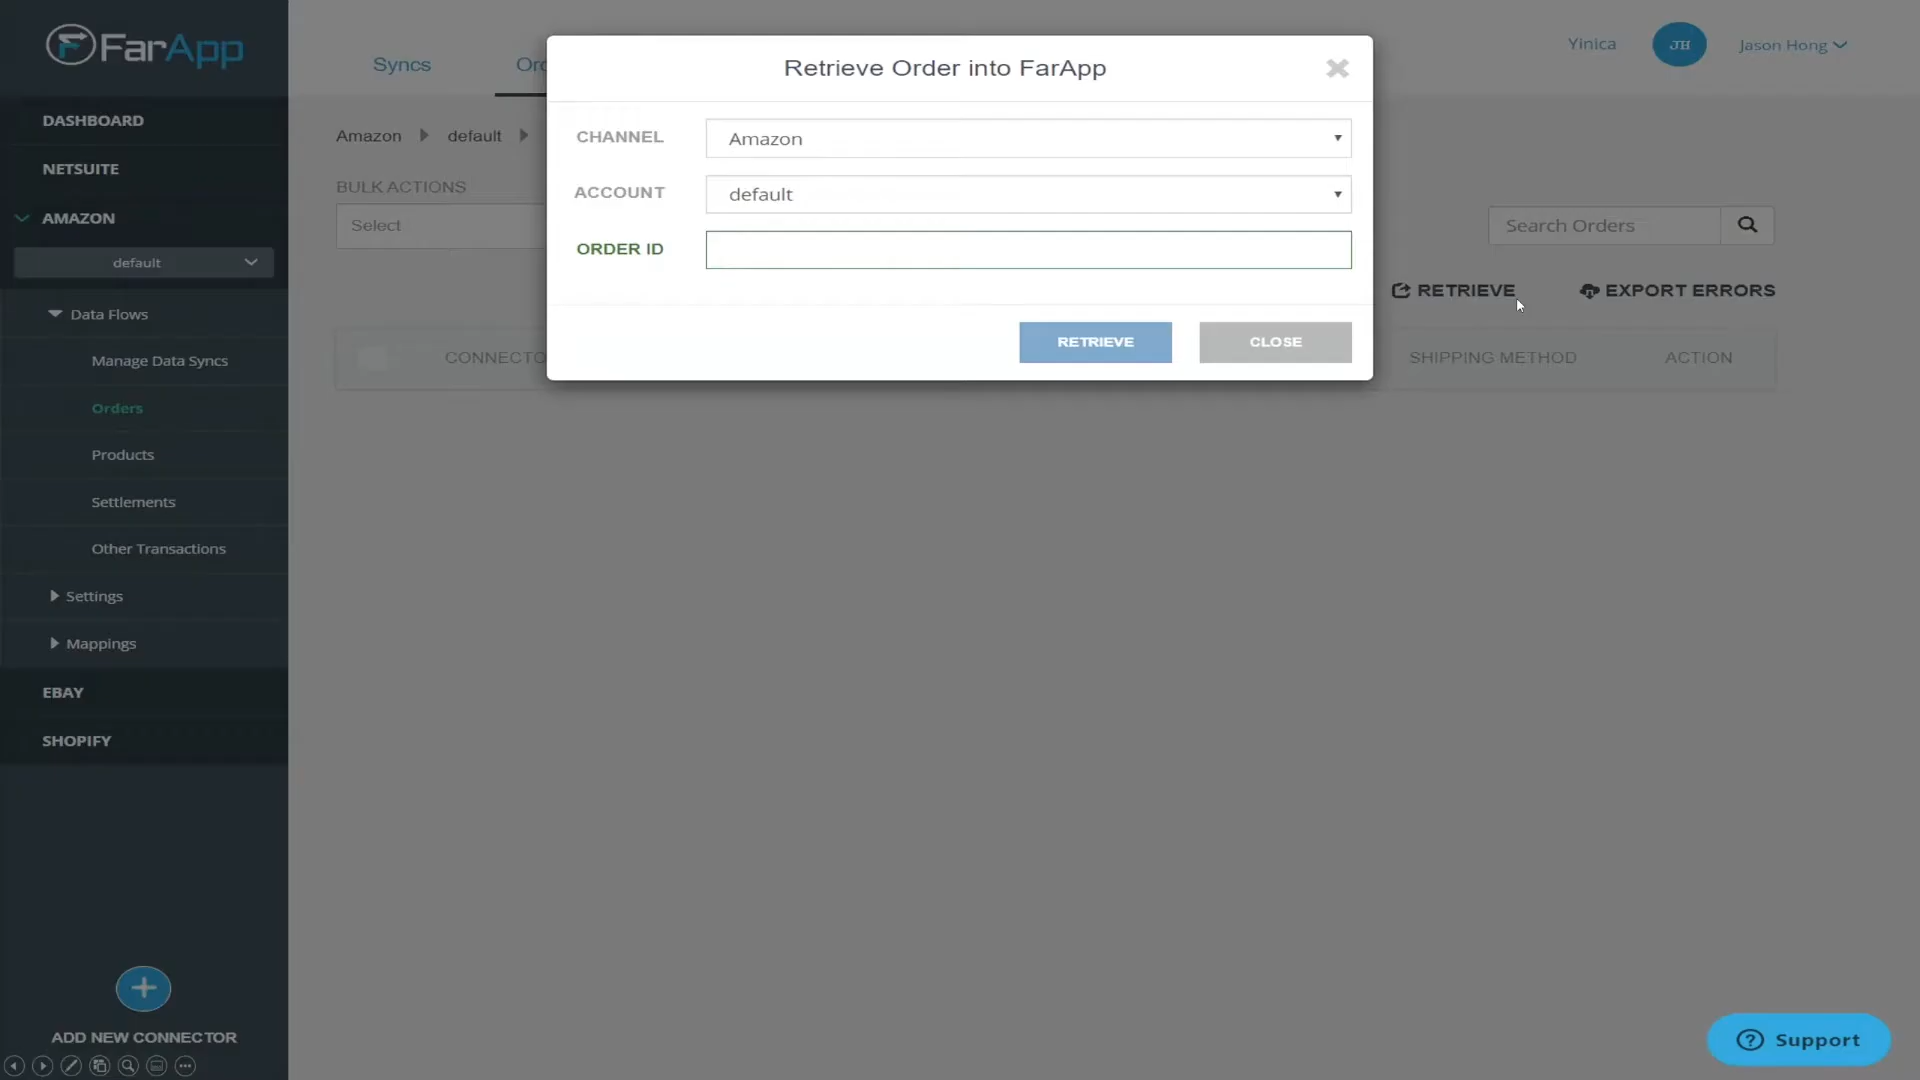 FarApp
DASHBOARD
NETSUITE
AMAZON
default
Data Flows
Manage Data Syncs
Orders
Products
Settlements
Other Transactions
Settings
Mappings
EBAY
SHOPIFY
ADD NEW CONNECTOR
Syncs
Ord
Yinica
JH
Jason Hong
Amazon
default
BULK ACTIONS
Select
Search Orders
RETRIEVE
EXPORT ERRORS
CONNECTO
SHIPPING METHOD
ACTION
Retrieve Order into FarApp
CHANNEL
Amazon
ACCOUNT
default
ORDER ID
RETRIEVE
CLOSE
Support